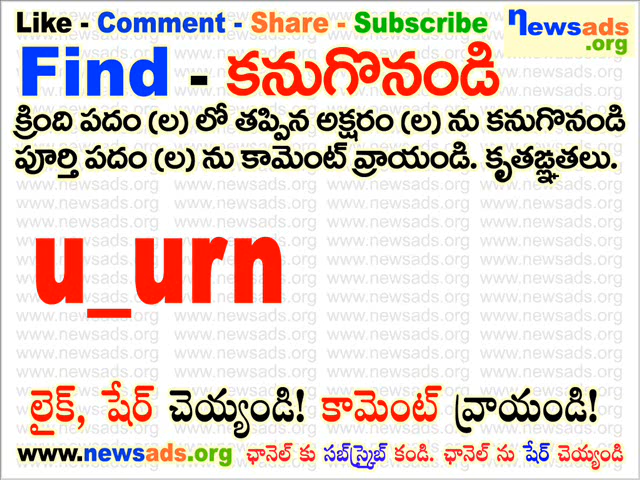 Like - Comment - Share - Subscribe
newsads
.org
Find - కనుగొనండి
క్రింది పదం (ల) లో తప్పిన అక్షరం (ల) ను కనుగొనండి
పూర్తి పదం (ల) ను కామెంట్ వ్రాయండి. కృతఙ్ఞతలు.
u_urn
లైక్, షేర్ చెయ్యండి! కామెంట్ వ్రాయండి!
www.newsads.org ఛానెల్ కు సబ్‌స్క్రైబ్ కండి. ఛానెల్ ను షేర్ చెయ్యండి